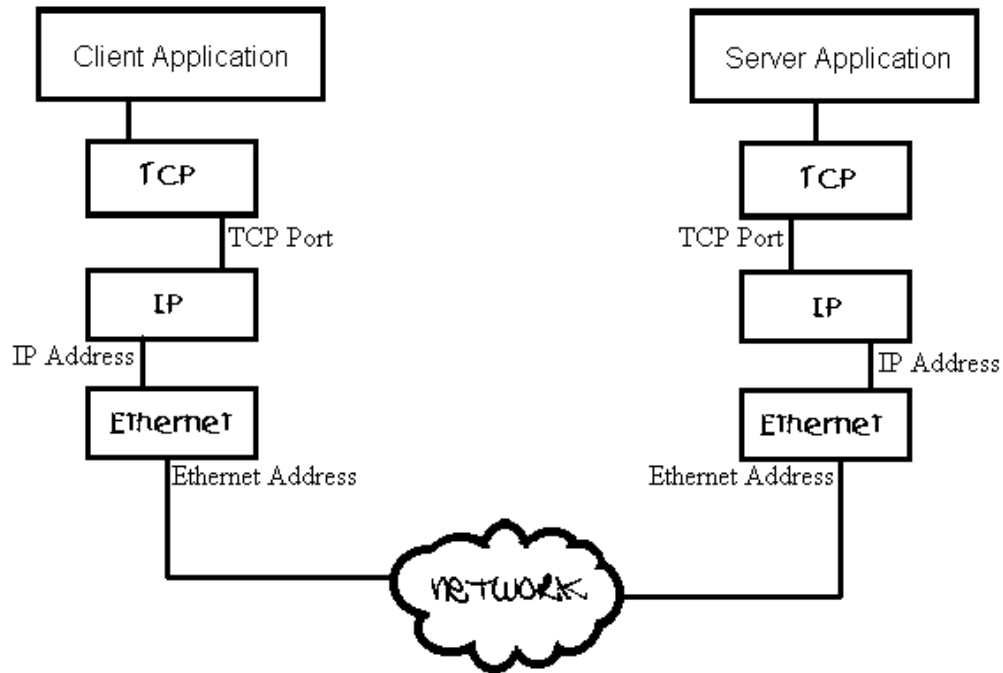 Client Application
Server Application
TCP
TCP
TCP Port
TCP Port
IP
IP
IP Address
IP Address
Ethernet
Ethernet
Ethernet Address
Ethernet Address
NETWORK